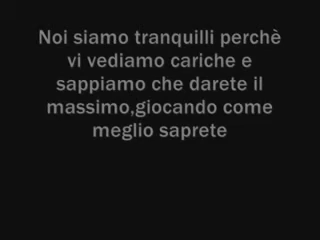 Noi siamo tranquilli perchè
vi vediamo cariche e
sappiamo che darete il
massimo,giocando come
meglio saprete